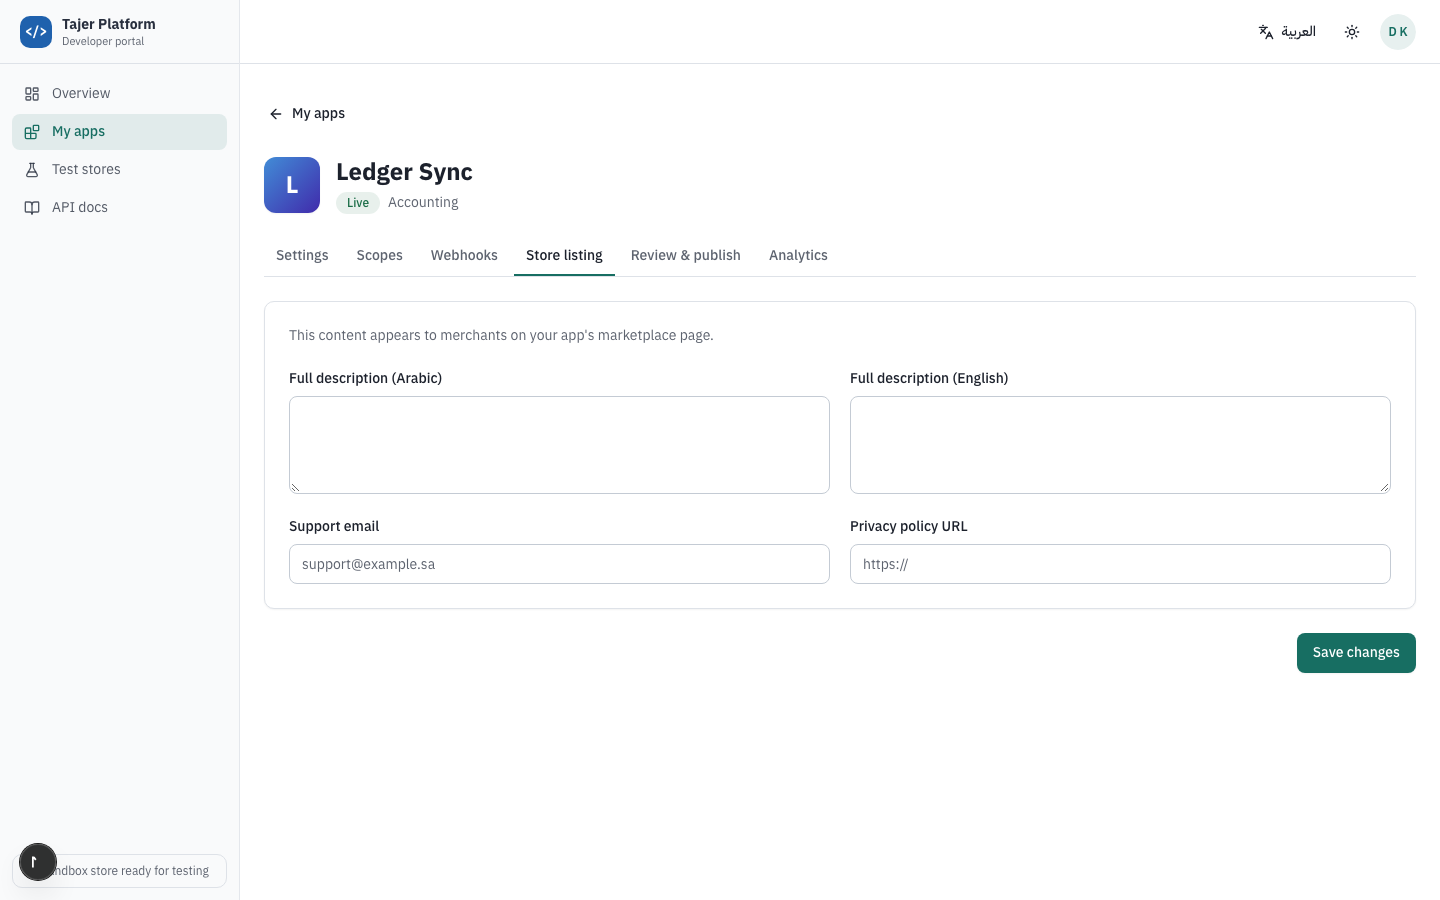 Tajer Platform
Developer portal
العربية
D K
Overview
My apps
Test stores
API docs
My apps
L
Ledger Sync
Live
Accounting
Settings
Scopes
Webhooks
Store listing
Review & publish
Analytics
This content appears to merchants on your app's marketplace page.
Full description (Arabic)
Full description (English)
Support email
Privacy policy URL
support@example.sa
https://
Save changes
store ready for testing